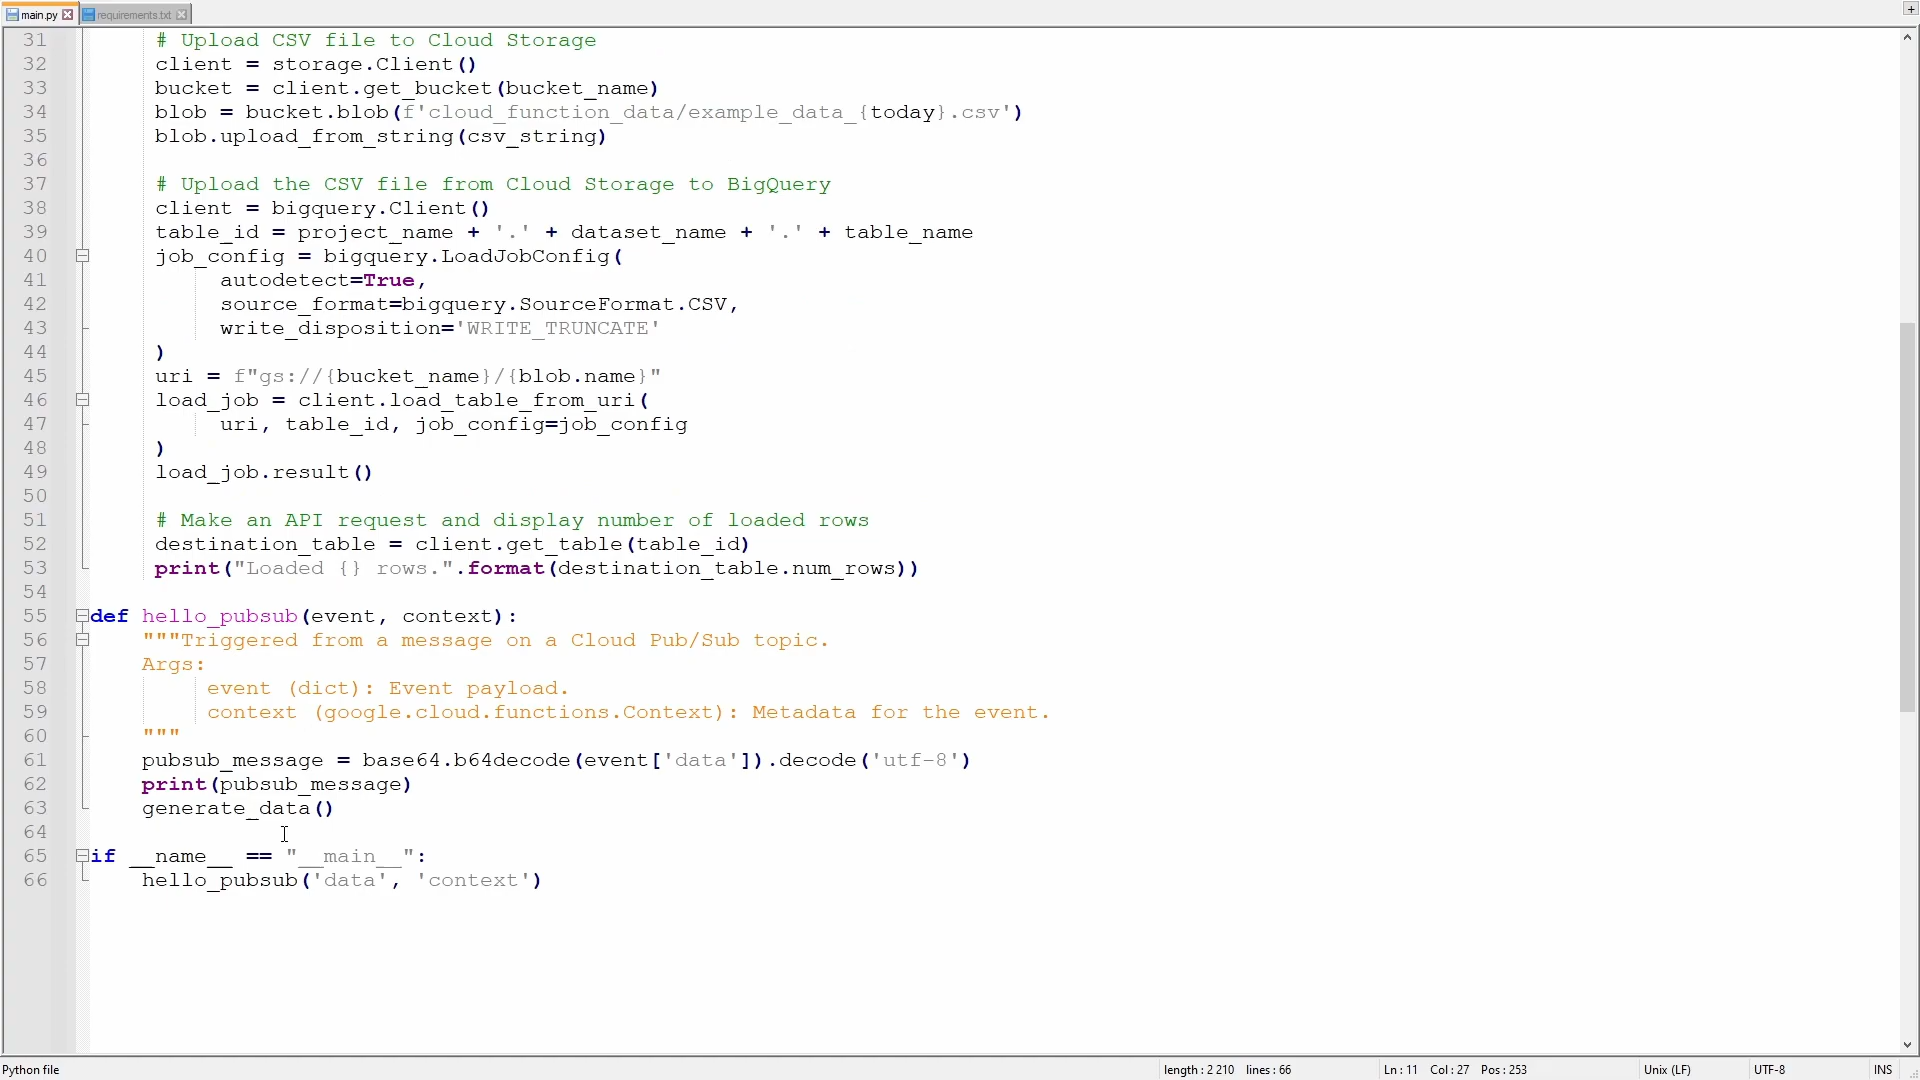 main.py requirements.txt +
31 # Upload CSV file to Cloud Storage
32 client = storage.Client()
33 bucket = client.get_bucket(bucket_name)
34 blob = bucket.blob(f'cloud_function_data/example_data_{today}.csv')
35 blob.upload_from_string(csv_string)
36
37 # Upload the CSV file from Cloud Storage to BigQuery
38 client = bigquery.Client()
39 table_id = project_name + '.' + dataset_name + '.' + table_name
40 job_config = bigquery.LoadJobConfig(
41 autodetect=True,
42 source_format=bigquery.SourceFormat.CSV,
43 write_disposition='WRITE_TRUNCATE'
44 )
45 uri = f"gs://{bucket_name}/{blob.name}"
46 load_job = client.load_table_from_uri(
47 uri, table_id, job_config=job_config
48 )
49 load_job.result()
50
51 # Make an API request and display number of loaded rows
52 destination_table = client.get_table(table_id)
53 print("Loaded {} rows.".format(destination_table.num_rows))
54
55 def hello_pubsub(event, context):
56 """Triggered from a message on a Cloud Pub/Sub topic.
57 Args:
58 event (dict): Event payload.
59 context (google.cloud.functions.Context): Metadata for the event.
60 """
61 pubsub_message = base64.b64decode(event['data']).decode('utf-8')
62 print(pubsub_message)
63 generate_data()
64
65 if __name__ == "__main__":
66 hello_pubsub('data', 'context')
Python file length : 2 210 lines : 66 Ln : 11 Col : 27 Pos : 253 Unix (LF) UTF-8 INS